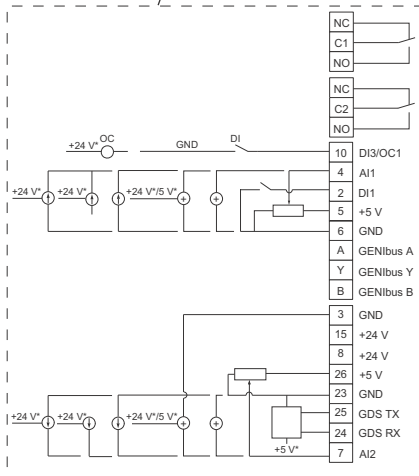 NC
C1
NO
NC
C2
NO
+24 V* OC GND DI 10 DI3/OC1
4 AI1
+24 V* +24 V* +24 V*/5 V* 2 DI1
5 +5 V
6 GND
A GENIbus A
Y GENIbus Y
B GENIbus B
3 GND
15 +24 V
8 +24 V
26 +5 V
23 GND
+24 V* +24 V* +24 V*/5 V* 25 GDS TX
24 GDS RX
+5 V* 7 AI2